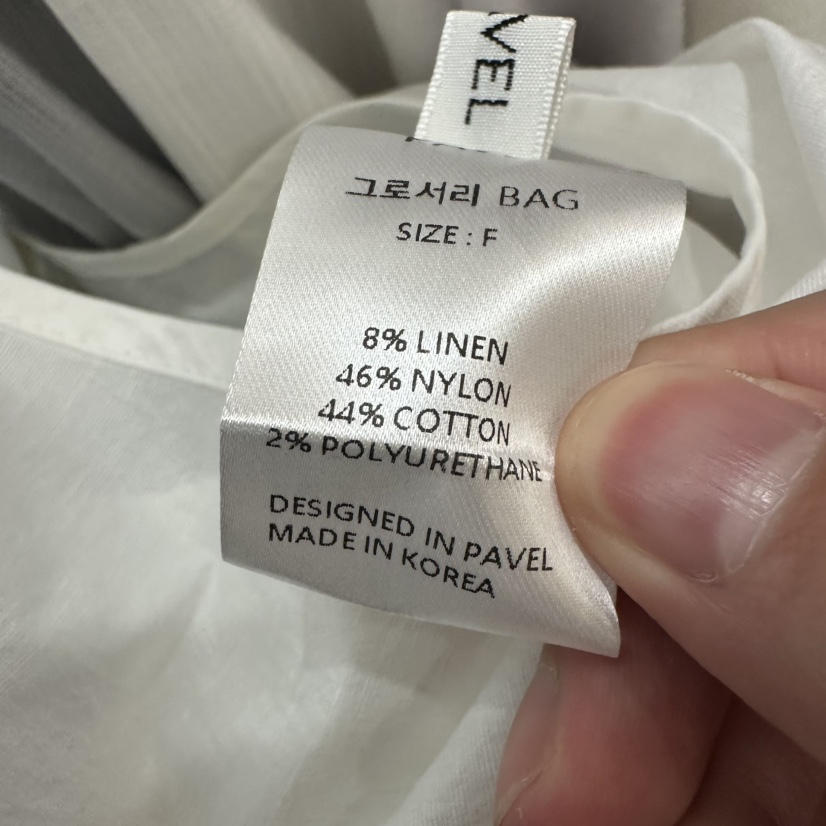 VEL
그로서리 BAG
SIZE : F
8% LINEN
46% NYLON
44% COTTON
2% POLYURETHANE
DESIGNED IN PAVEL
MADE IN KOREA